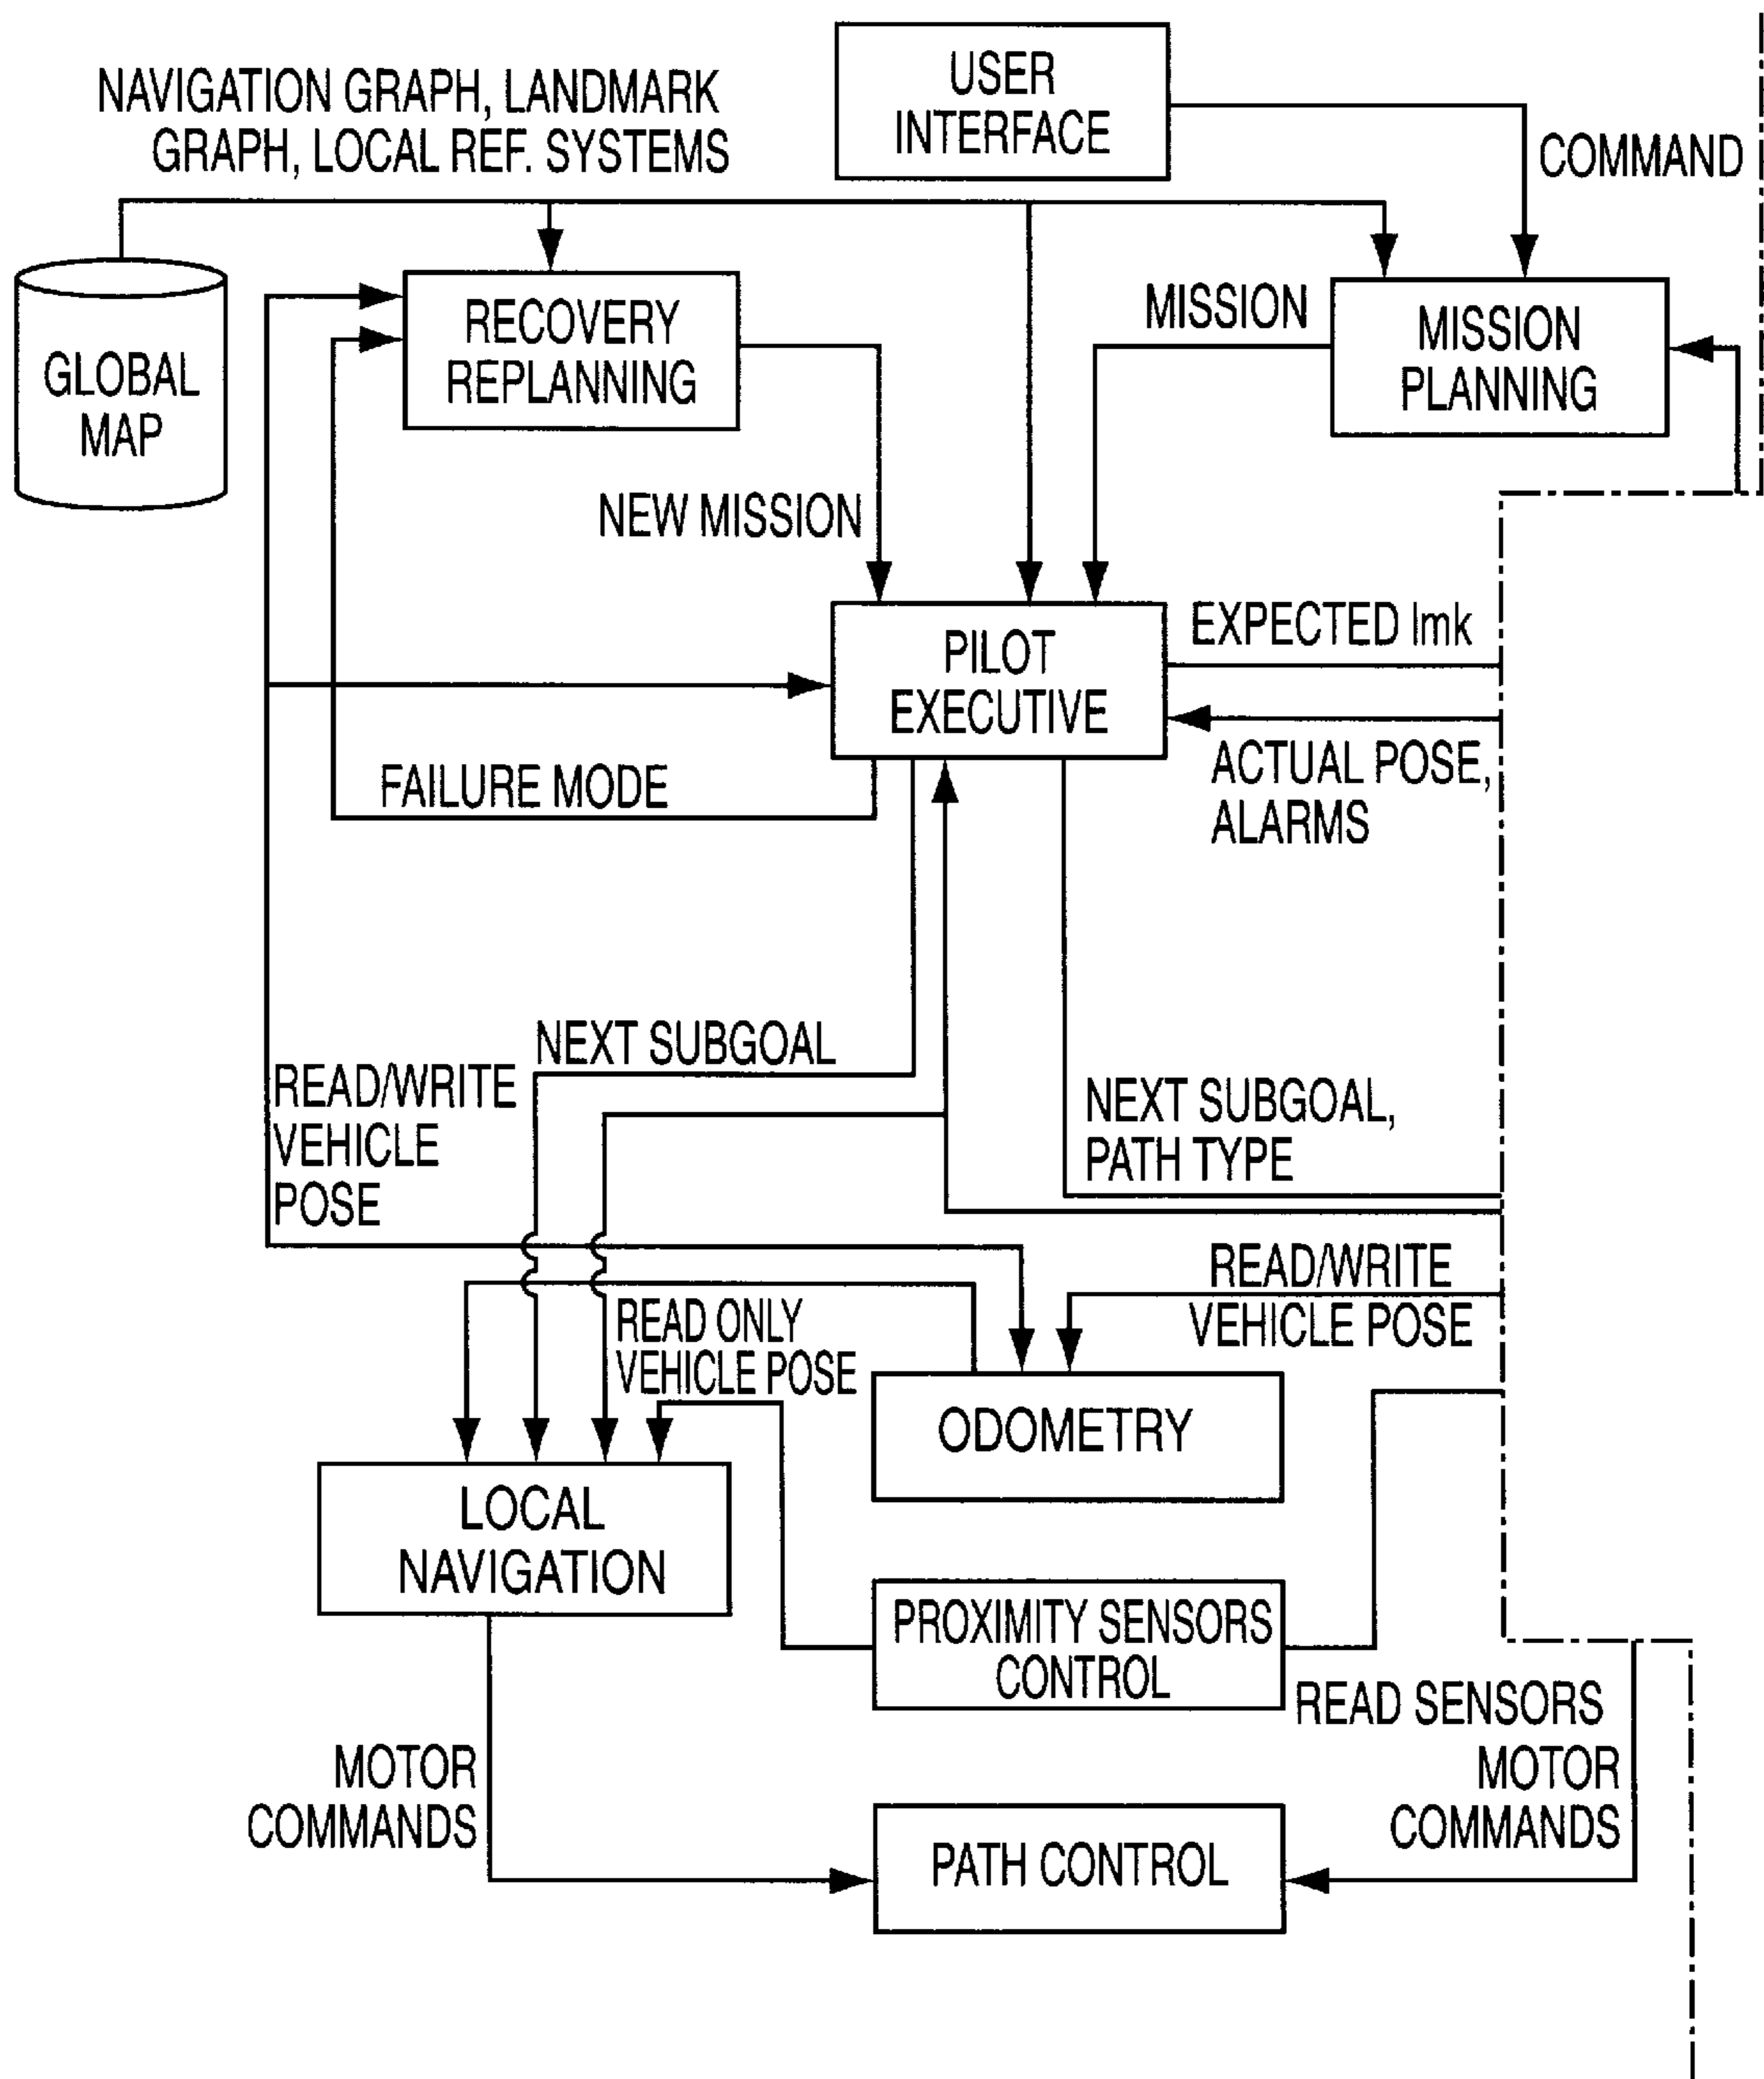 USER
INTERFACE
NAVIGATION GRAPH, LANDMARK
GRAPH, LOCAL REF. SYSTEMS
COMMAND
GLOBAL
MAP
RECOVERY
REPLANNING
MISSION
MISSION
PLANNING
NEW MISSION
PILOT
EXECUTIVE
EXPECTED lmk
ACTUAL POSE,
ALARMS
FAILURE MODE
NEXT SUBGOAL
READ/WRITE
VEHICLE
POSE
NEXT SUBGOAL,
PATH TYPE
READ/WRITE
VEHICLE POSE
READ ONLY
VEHICLE POSE
ODOMETRY
LOCAL
NAVIGATION
PROXIMITY SENSORS
CONTROL
READ SENSORS
MOTOR
COMMANDS
MOTOR
COMMANDS
PATH CONTROL